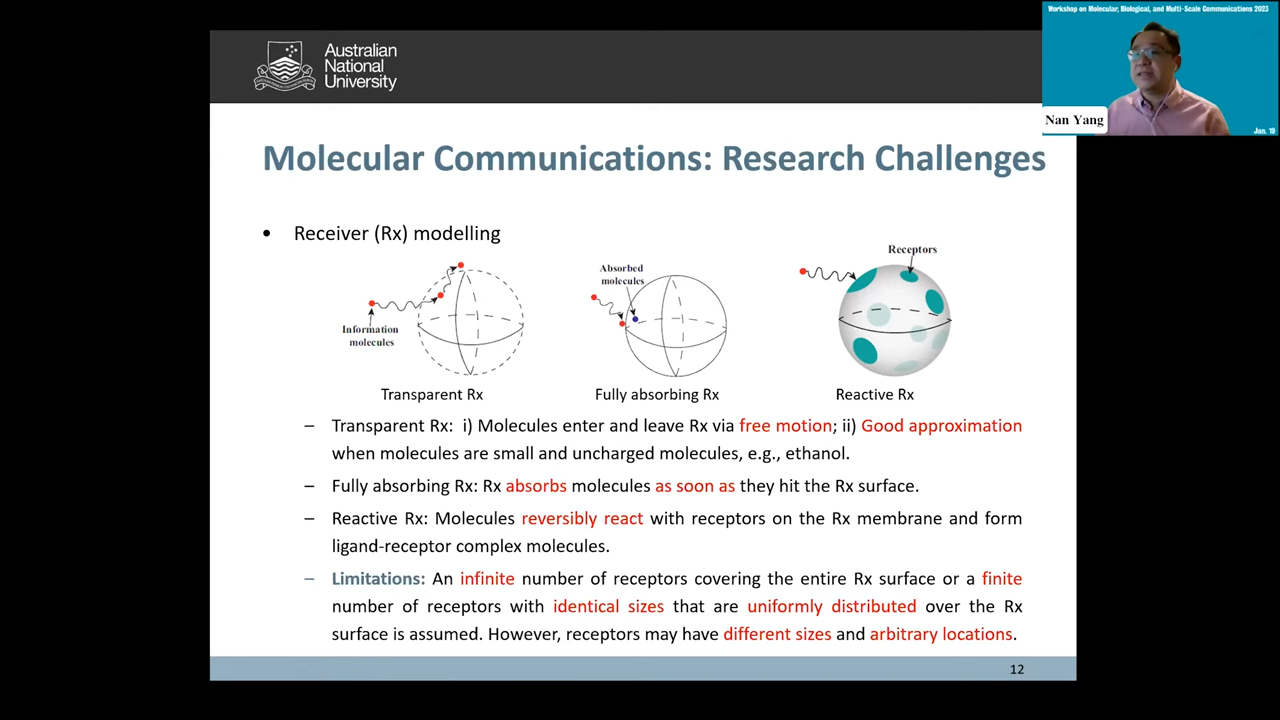 Workshop on Molecular, Biological, and Multi-Scale Communications 2023
Nan Yang
Jan. 19
Australian
National
University
Molecular Communications: Research Challenges
• Receiver (Rx) modelling
Information
molecules
Transparent Rx
Absorbed
molecules
Fully absorbing Rx
Receptors
Reactive Rx
– Transparent Rx: i) Molecules enter and leave Rx via free motion; ii) Good approximation
when molecules are small and uncharged molecules, e.g., ethanol.
– Fully absorbing Rx: Rx absorbs molecules as soon as they hit the Rx surface.
– Reactive Rx: Molecules reversibly react with receptors on the Rx membrane and form
ligand-receptor complex molecules.
– Limitations: An infinite number of receptors covering the entire Rx surface or a finite
number of receptors with identical sizes that are uniformly distributed over the Rx
surface is assumed. However, receptors may have different sizes and arbitrary locations.
12